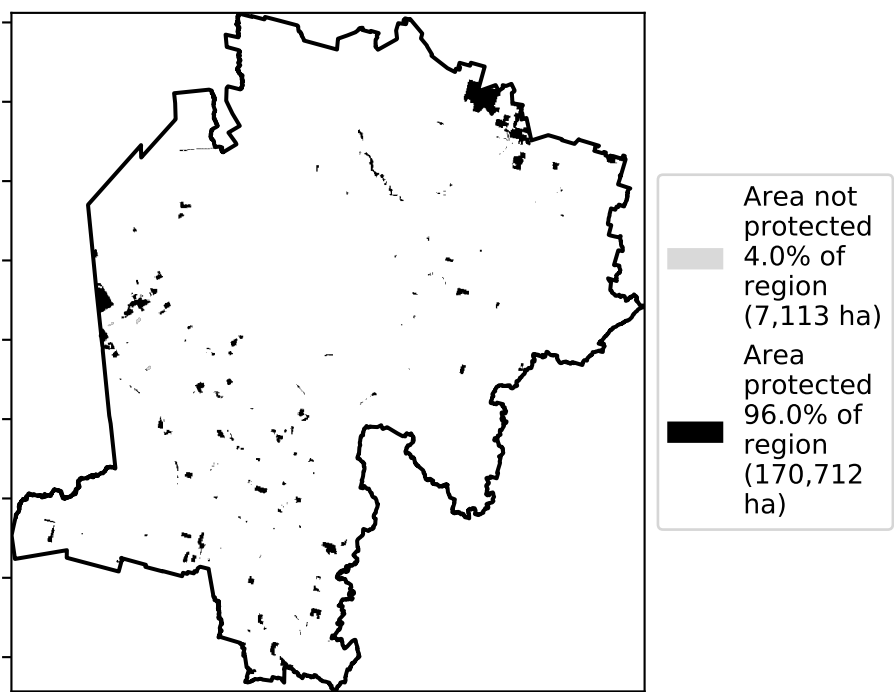 Area not
protected
4.0% of
region
(7,113 ha)
Area
protected
96.0% of
region
(170,712
ha)